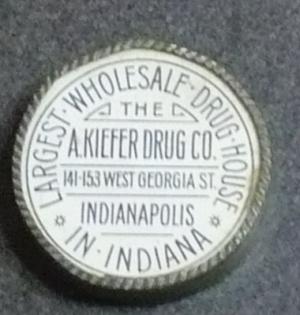 LARGEST·WHOLESALE·DRUG·HOUSE
THE
A.KIEFER DRUG CO.
141-153 WEST GEORGIA ST.
INDIANAPOLIS
IN·INDIANA